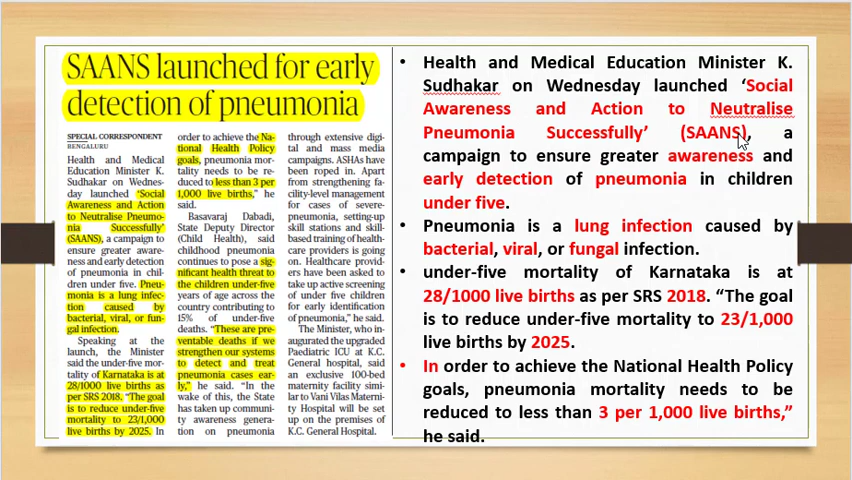 SAANS launched for early
detection of pneumonia
SPECIAL CORRESPONDENT
BENGALURU
Health and Medical
Education Minister K.
Sudhakar on Wednes-
day launched ‘Social
Awareness and Action
to Neutralise Pneumo-
nia Successfully’
(SAANS), a campaign to
ensure greater aware-
ness and early detection
of pneumonia in chil-
dren under five. Pneu-
monia is a lung infec-
tion caused by
bacterial, viral, or fun-
gal infection.
Speaking at the
launch, the Minister
said the under-five mor-
tality of Karnataka is at
28/1000 live births as
per SRS 2018. “The goal
is to reduce under-five
mortality to 23/1,000
live births by 2025. In
order to achieve the Na-
tional Health Policy
goals, pneumonia mor-
tality needs to be re-
duced to less than 3 per
1,000 live births,” he
said.
Basavaraj Dabadi,
State Deputy Director
(Child Health), said
childhood pneumonia
continues to pose a sig-
nificant health threat to
the children under-five
years of age across the
country contributing to
15% of under-five
deaths. “These are pre-
ventable deaths if we
strengthen our systems
to detect and treat
pneumonia cases ear-
ly,” he said. “In the
wake of this, the State
has taken up communi-
ty awareness genera-
tion on pneumonia
through extensive digi-
tal and mass media
campaigns. ASHAs have
been roped in. Apart
from strengthening fa-
cility-level management
for cases of severe-
pneumonia, setting-up
skill stations and skill-
based training of health-
care providers is going
on. Healthcare provid-
ers have been asked to
take up active screening
of under five children
for early identification
of pneumonia,” he said.
The Minister, who in-
augurated the upgraded
Paediatric ICU at K.C.
General hospital, said
an exclusive 100-bed
maternity facility simi-
lar to Vani Vilas Materni-
ty Hospital will be set
up on the premises of
K.C. General Hospital.
• Health and Medical Education Minister K.
Sudhakar on Wednesday launched ‘Social
Awareness and Action to Neutralise
Pneumonia Successfully’ (SAANS), a
campaign to ensure greater awareness and
early detection of pneumonia in children
under five.
• Pneumonia is a lung infection caused by
bacterial, viral, or fungal infection.
• under-five mortality of Karnataka is at
28/1000 live births as per SRS 2018. “The goal
is to reduce under-five mortality to 23/1,000
live births by 2025.
• In order to achieve the National Health Policy
goals, pneumonia mortality needs to be
reduced to less than 3 per 1,000 live births,”
he said.